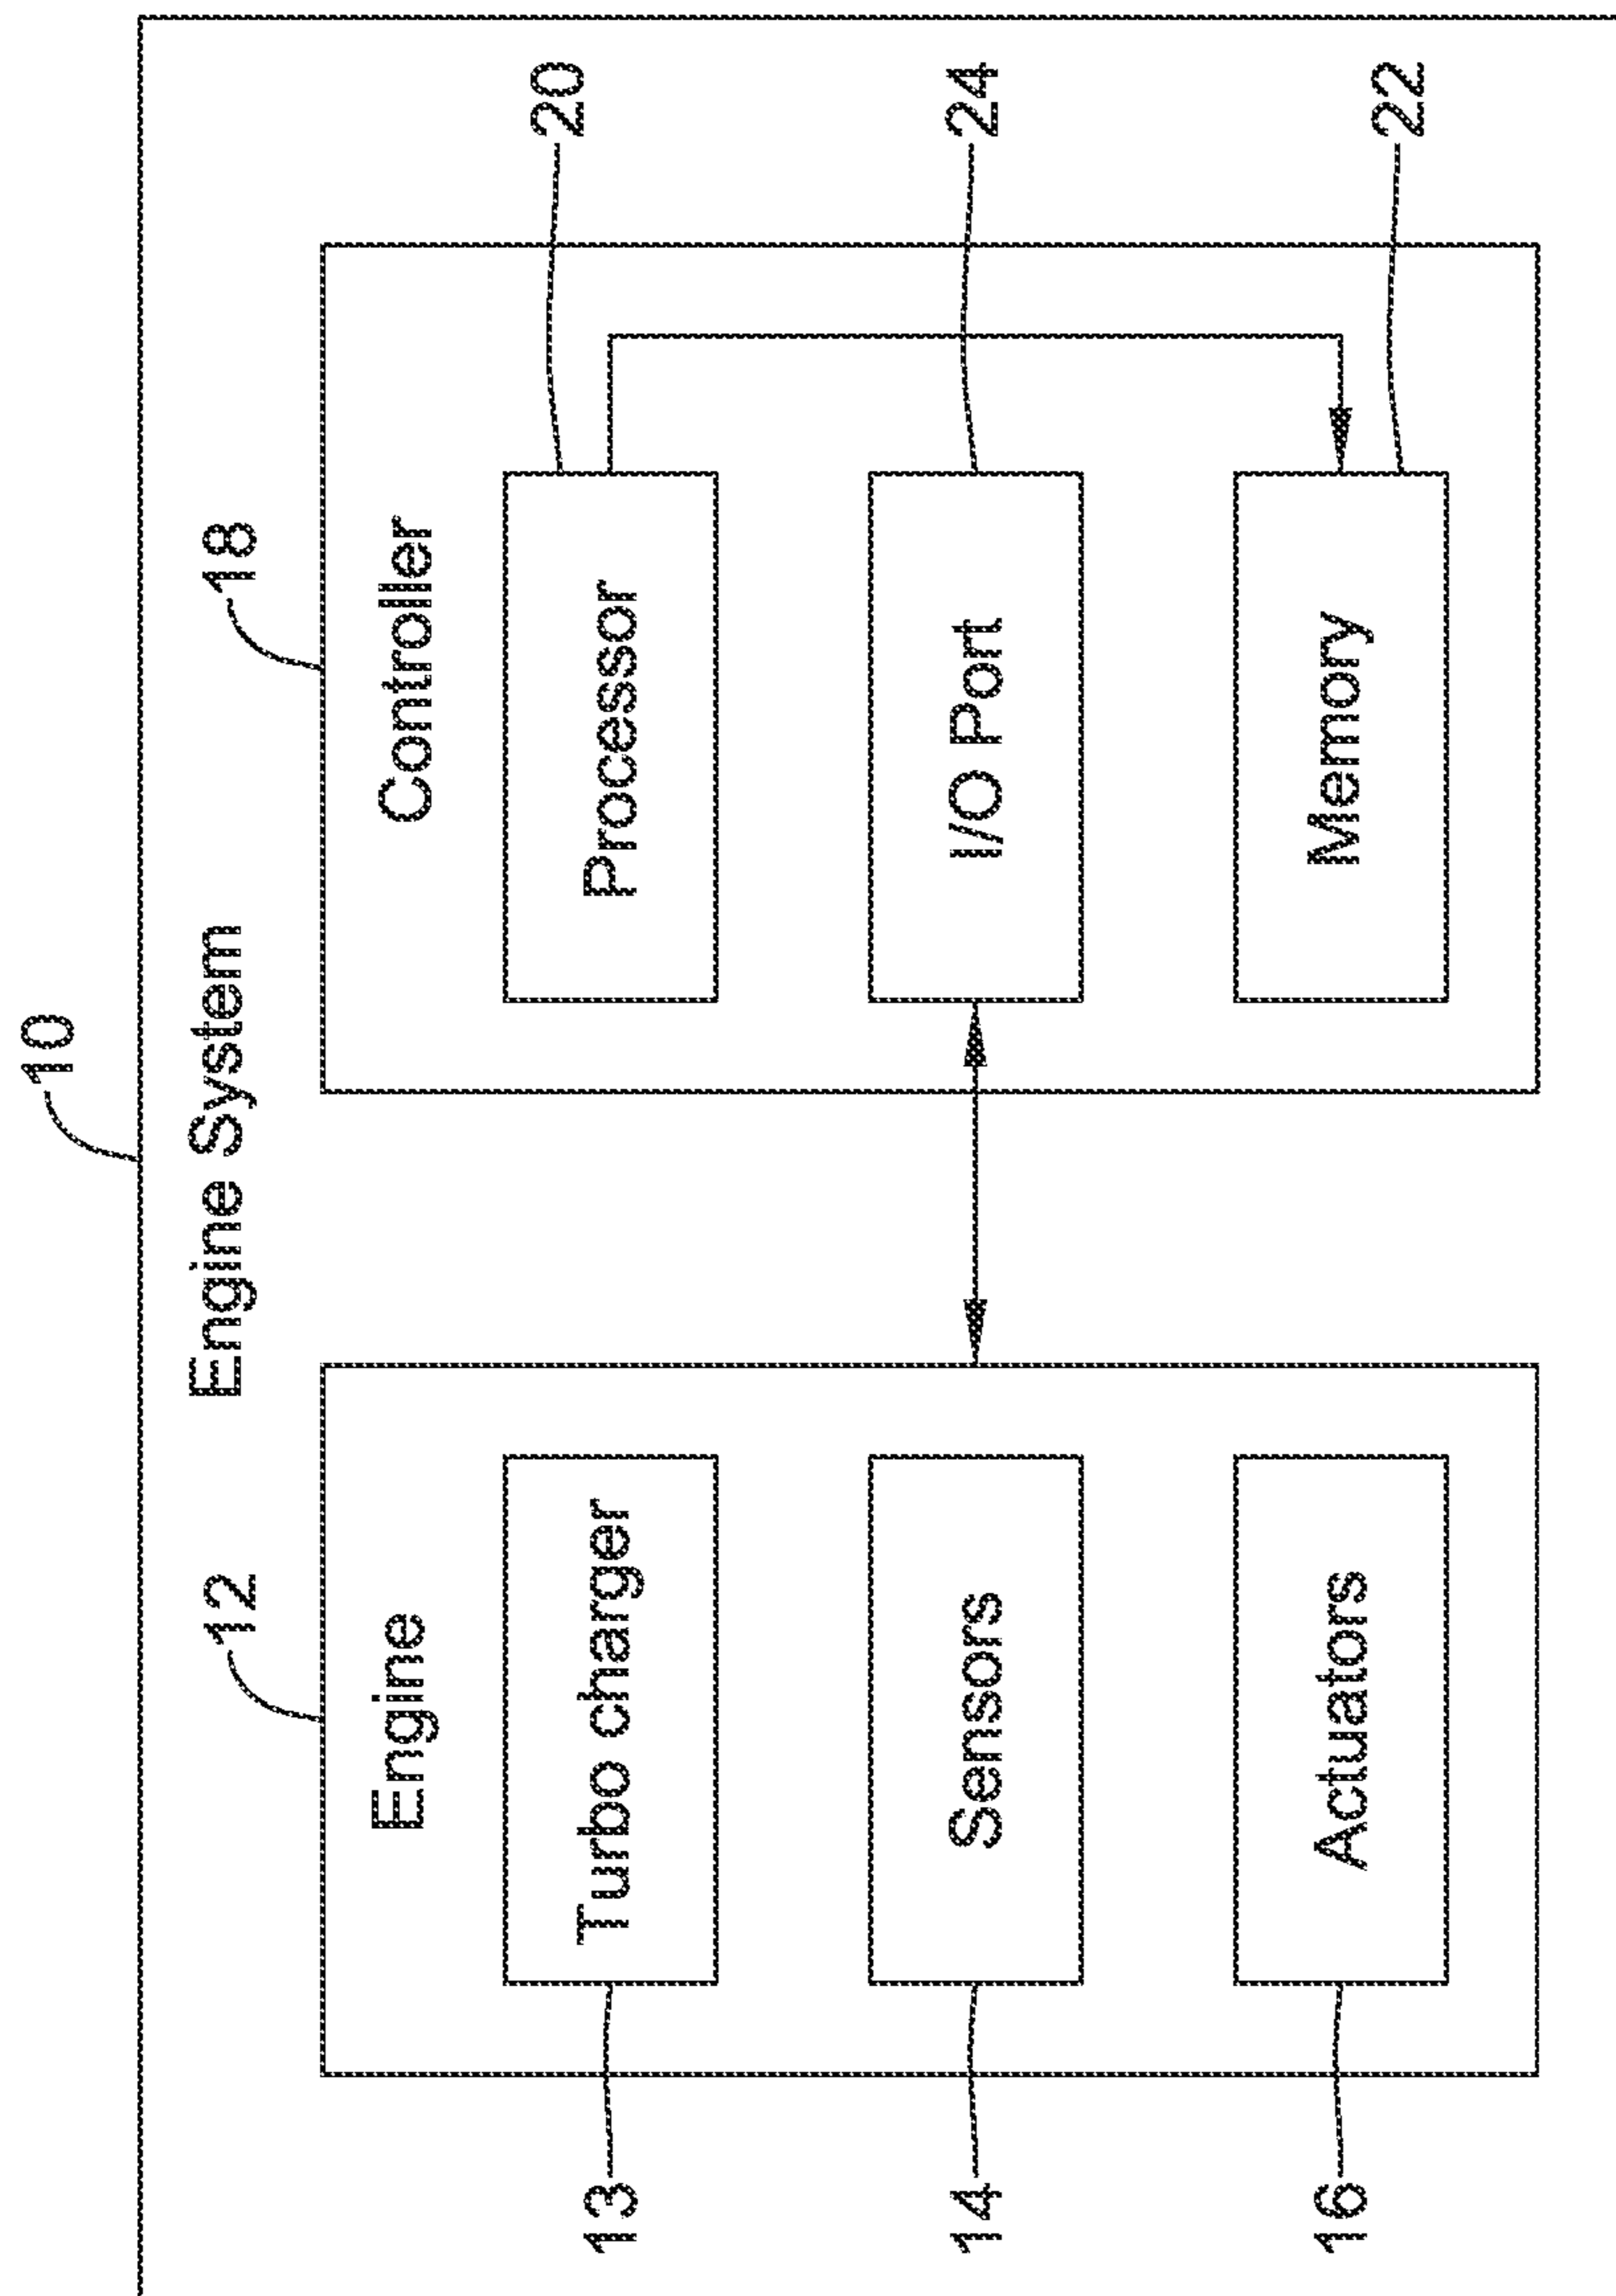 10
Engine System
12
18
Engine
Controller
13
Turbo charger
Processor
20
14
Sensors
I/O Port
24
16
Actuators
Memory
22